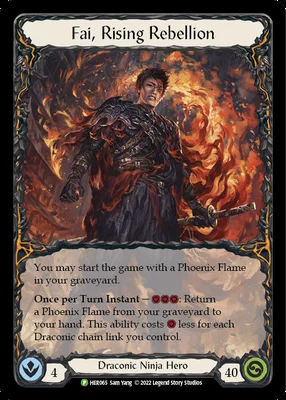 Fai, Rising Rebellion
You may start the game with a Phoenix Flame
in your graveyard.
Once per Turn Instant — : Return
a Phoenix Flame from your graveyard to
your hand. This ability costs less for each
Draconic chain link you control.
4
Draconic Ninja Hero
40
P HER065 Sam Yang © 2022 Legend Story Studios